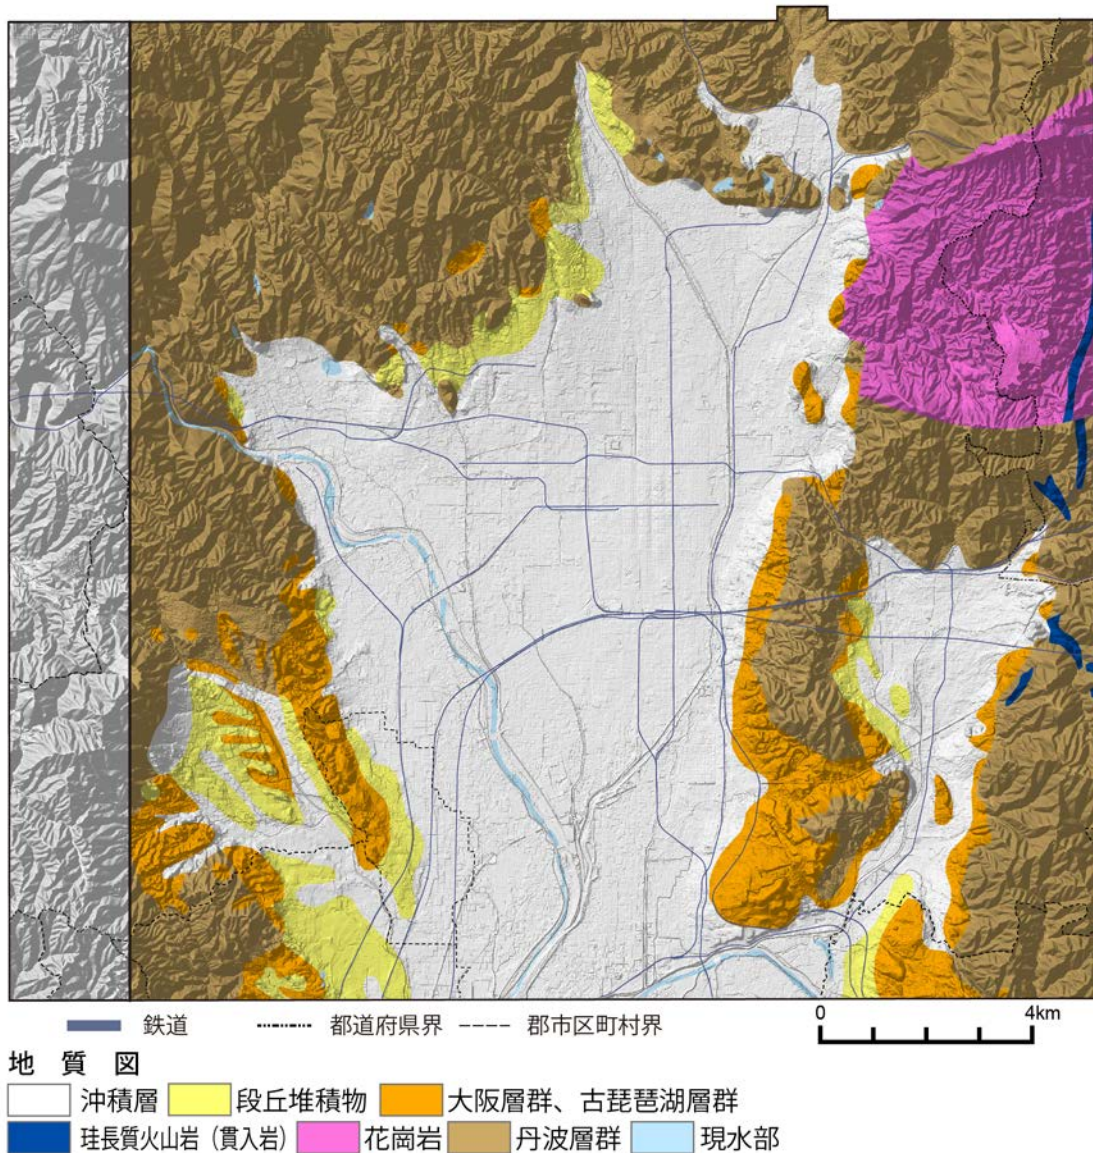 鉄道 都道府県界 郡市区町村界 0 4km
地質図
沖積層 段丘堆積物 大阪層群、古琵琶湖層群
珪長質火山岩（貫入岩） 花崗岩 丹波層群 現水部